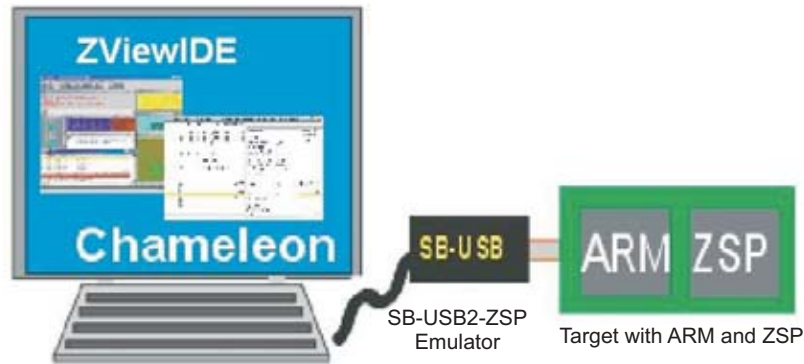 ZViewIDE
Chameleon
SB-USB
SB-USB2-ZSP
Emulator
ARM ZSP
Target with ARM and ZSP